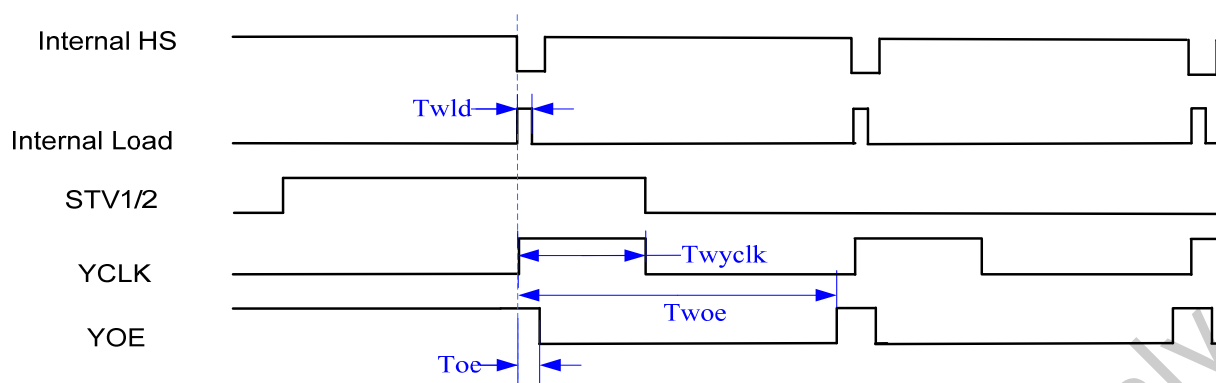 Internal HS
Twld
Internal Load
STV1/2
Twyclk
YCLK
Twoe
YOE
Toe